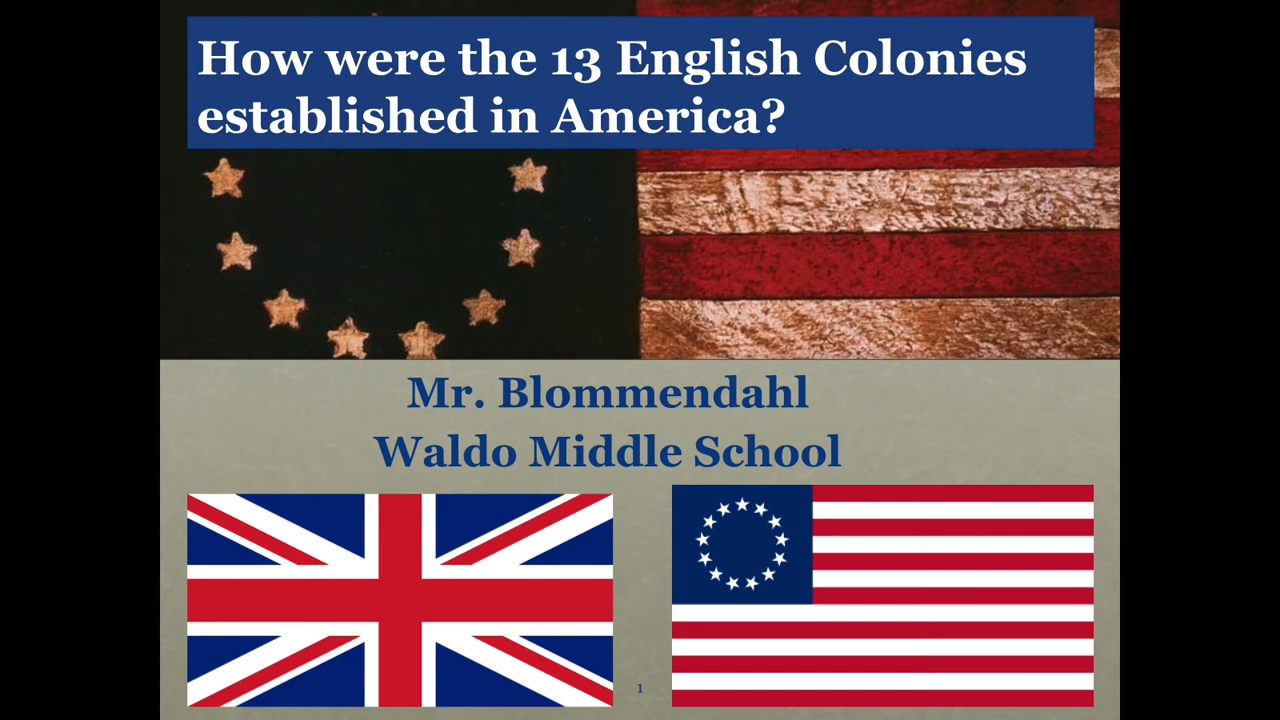 How were the 13 English Colonies
established in America?
Mr. Blommendahl
Waldo Middle School
1